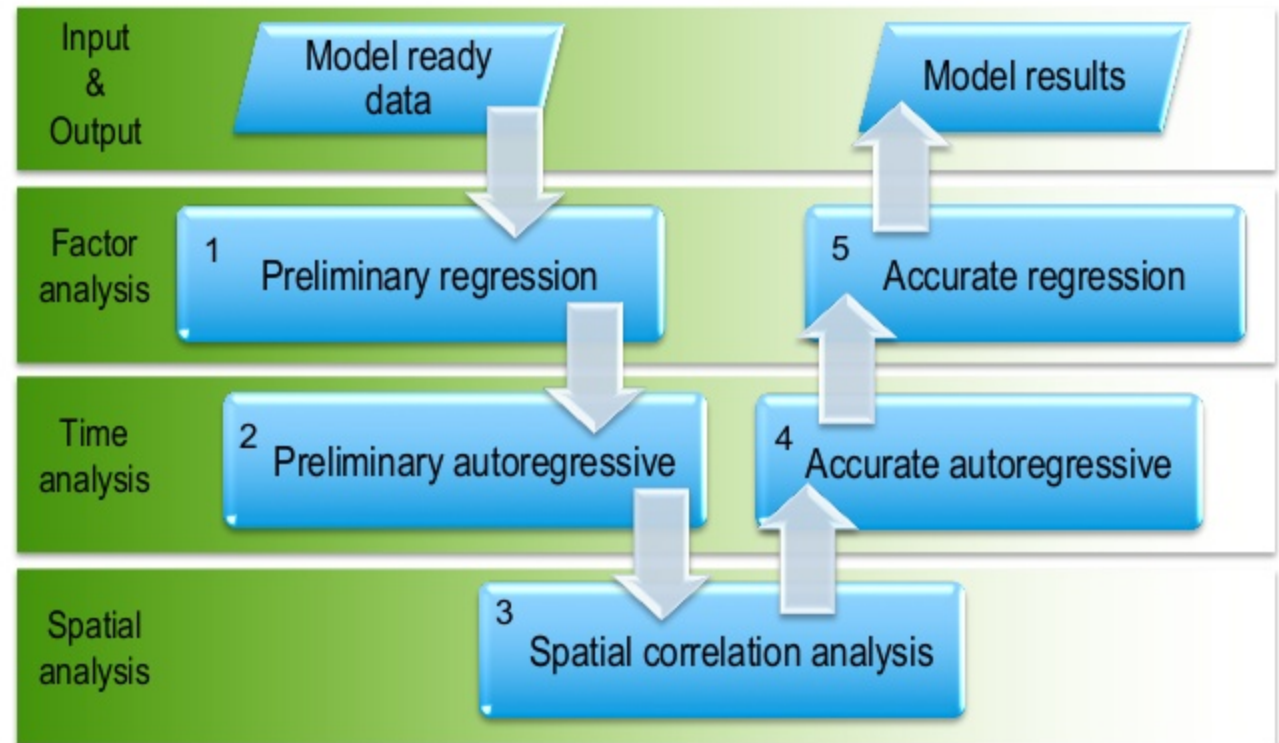 Input
&
Output
Model ready
data
Model results
Factor
analysis
1
Preliminary regression
5
Accurate regression
Time
analysis
2
Preliminary autoregressive
4
Accurate autoregressive
Spatial
analysis
3
Spatial correlation analysis